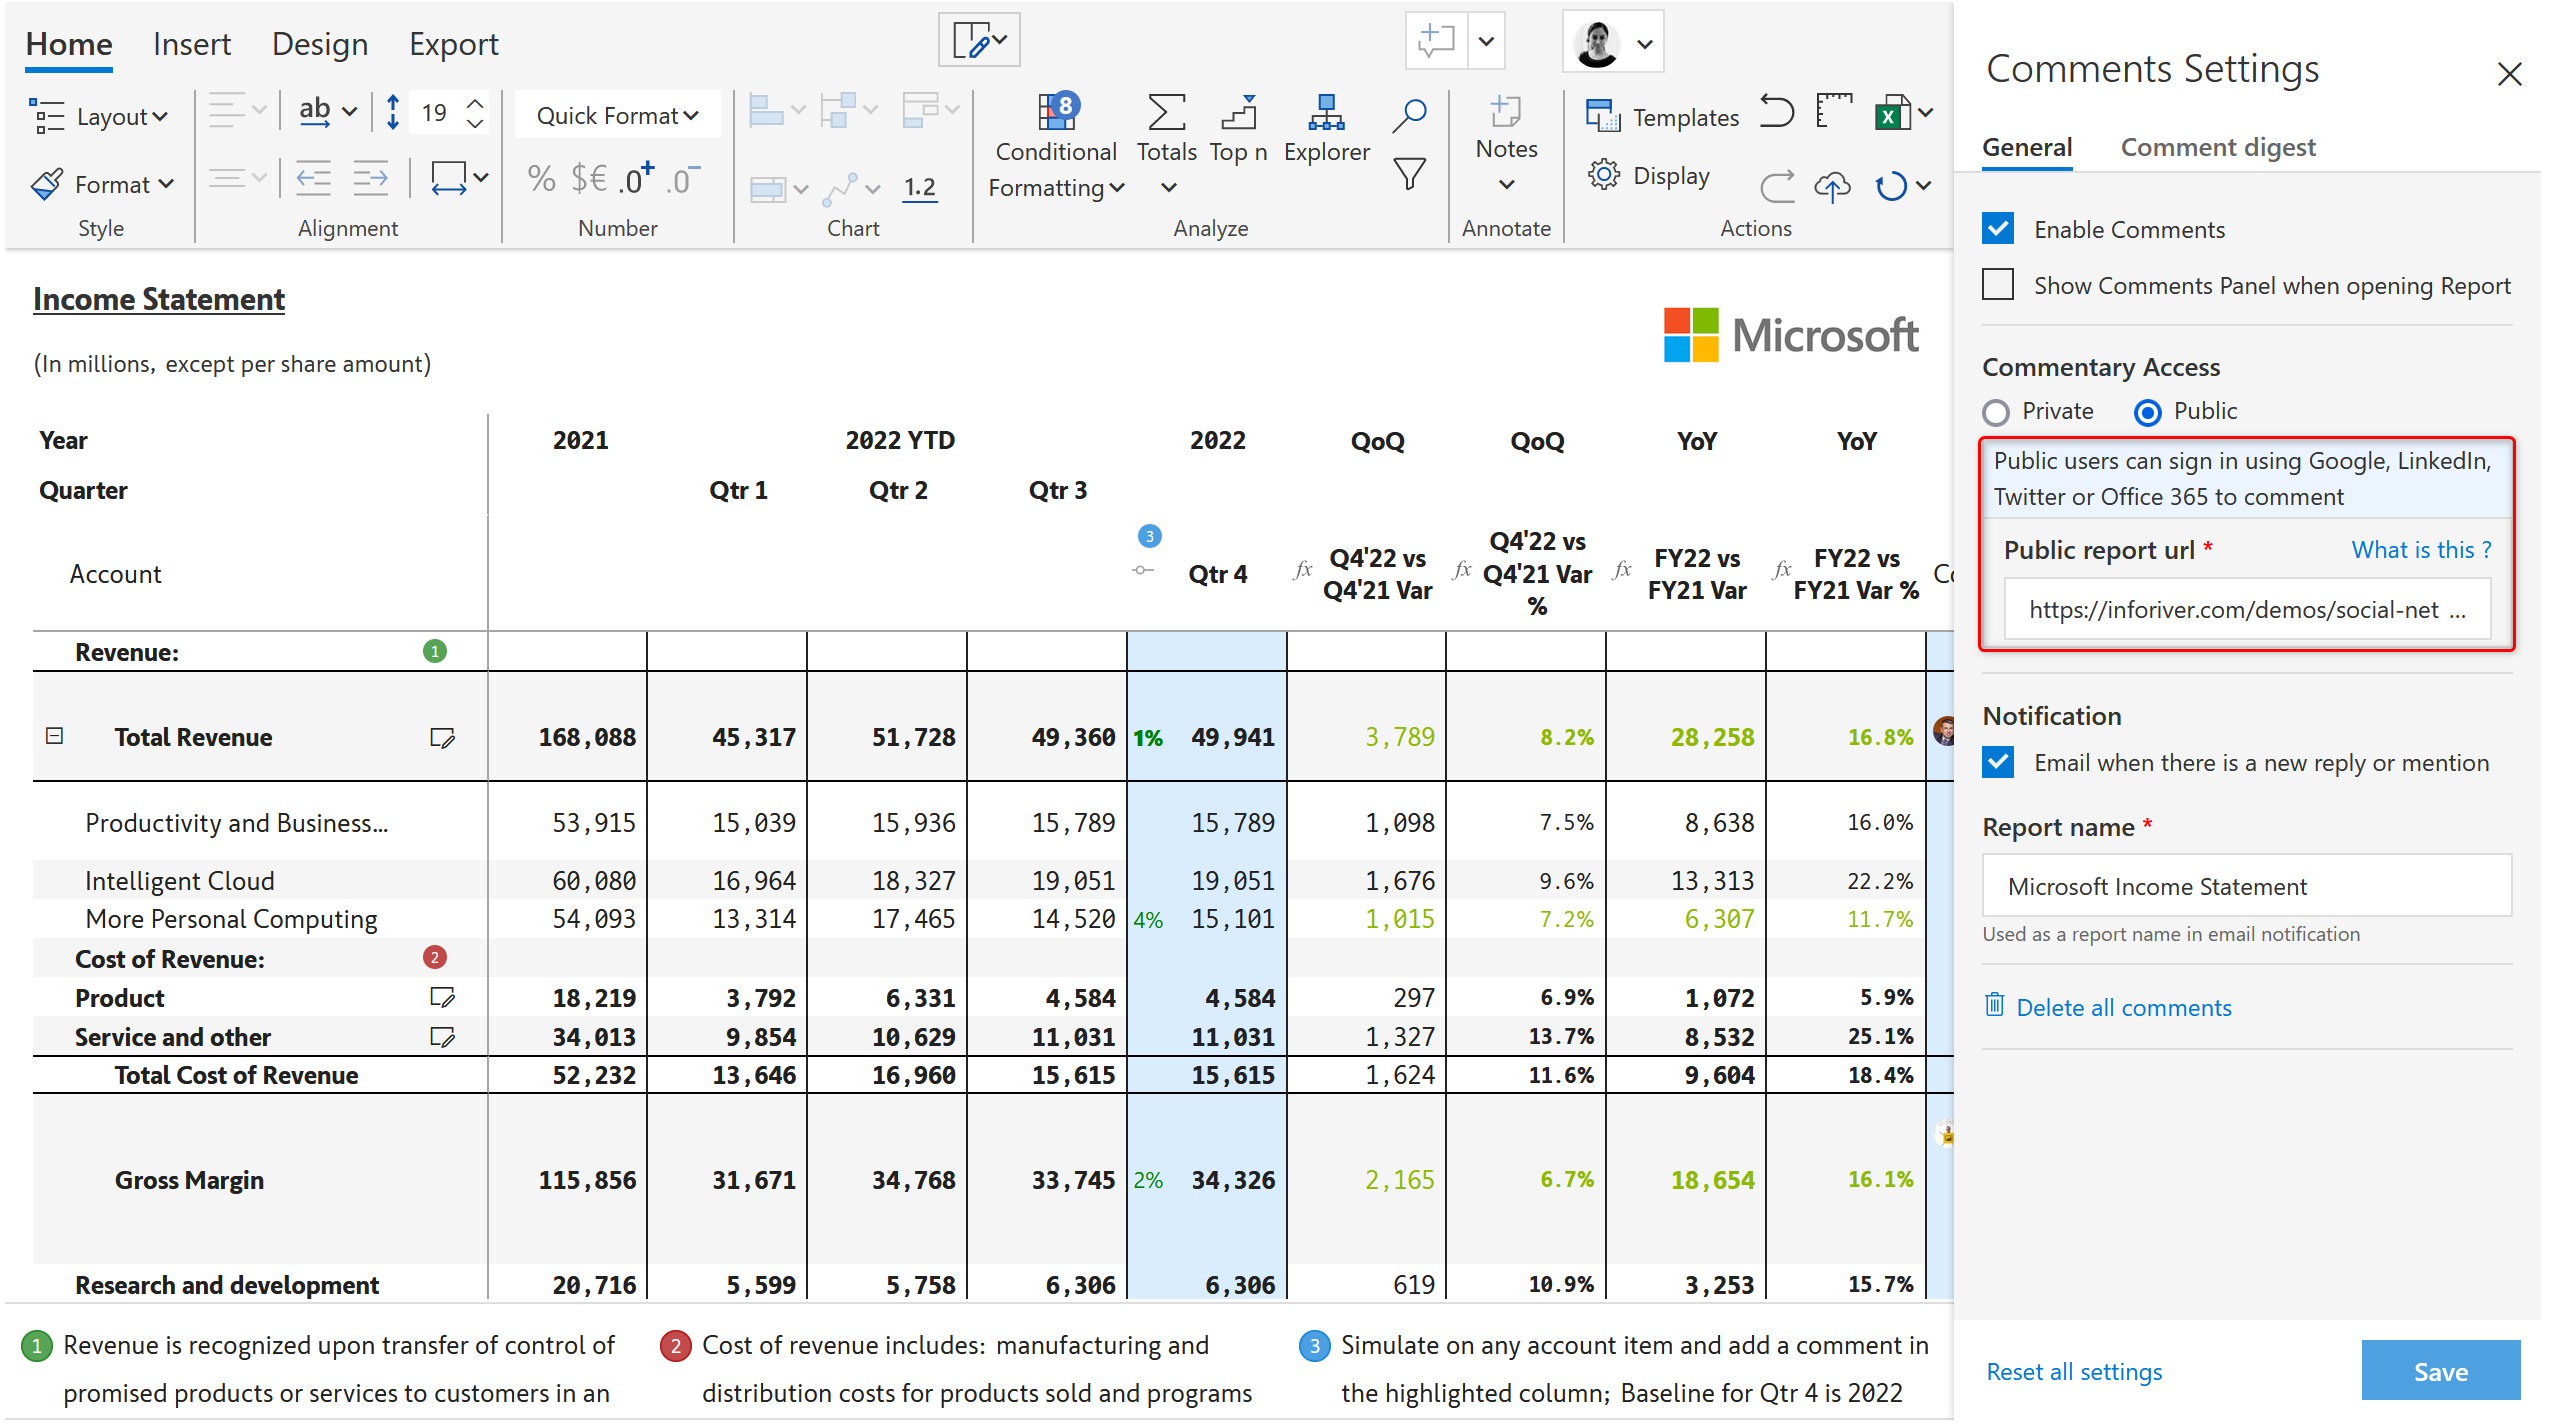 Home Insert Design Export
Layout ab 19 Quick Format 8 Templates
Conditional Totals Top n Explorer Notes
Format % $€ .0+ .0- 1.2 Formatting Display
Style Alignment Number Chart Analyze Annotate Actions
Income Statement
(In millions, except per share amount)
Microsoft
Year 2021 2022 YTD 2022 QoQ QoQ YoY YoY
Quarter Qtr 1 Qtr 2 Qtr 3
Account 3 Qtr 4 fx Q4'22 vs Q4'21 Var fx Q4'22 vs Q4'21 Var % fx FY22 vs FY21 Var fx FY22 vs FY21 Var %
Revenue: 1
Total Revenue 168,088 45,317 51,728 49,360 1% 49,941 3,789 8.2% 28,258 16.8%
Productivity and Business... 53,915 15,039 15,936 15,789 15,789 1,098 7.5% 8,638 16.0%
Intelligent Cloud 60,080 16,964 18,327 19,051 19,051 1,676 9.6% 13,313 22.2%
More Personal Computing 54,093 13,314 17,465 14,520 4% 15,101 1,015 7.2% 6,307 11.7%
Cost of Revenue: 2
Product 18,219 3,792 6,331 4,584 4,584 297 6.9% 1,072 5.9%
Service and other 34,013 9,854 10,629 11,031 11,031 1,327 13.7% 8,532 25.1%
Total Cost of Revenue 52,232 13,646 16,960 15,615 15,615 1,624 11.6% 9,604 18.4%
Gross Margin 115,856 31,671 34,768 33,745 2% 34,326 2,165 6.7% 18,654 16.1%
Research and development 20,716 5,599 5,758 6,306 6,306 619 10.9% 3,253 15.7%
1 Revenue is recognized upon transfer of control of
promised products or services to customers in an
2 Cost of revenue includes: manufacturing and
distribution costs for products sold and programs
3 Simulate on any account item and add a comment in
the highlighted column; Baseline for Qtr 4 is 2022
Comments Settings
General Comment digest
Enable Comments
Show Comments Panel when opening Report
Commentary Access
Private Public
Public users can sign in using Google, LinkedIn,
Twitter or Office 365 to comment
Public report url * What is this ?
https://inforiver.com/demos/social-net ...
Notification
Email when there is a new reply or mention
Report name *
Microsoft Income Statement
Used as a report name in email notification
Delete all comments
Reset all settings Save